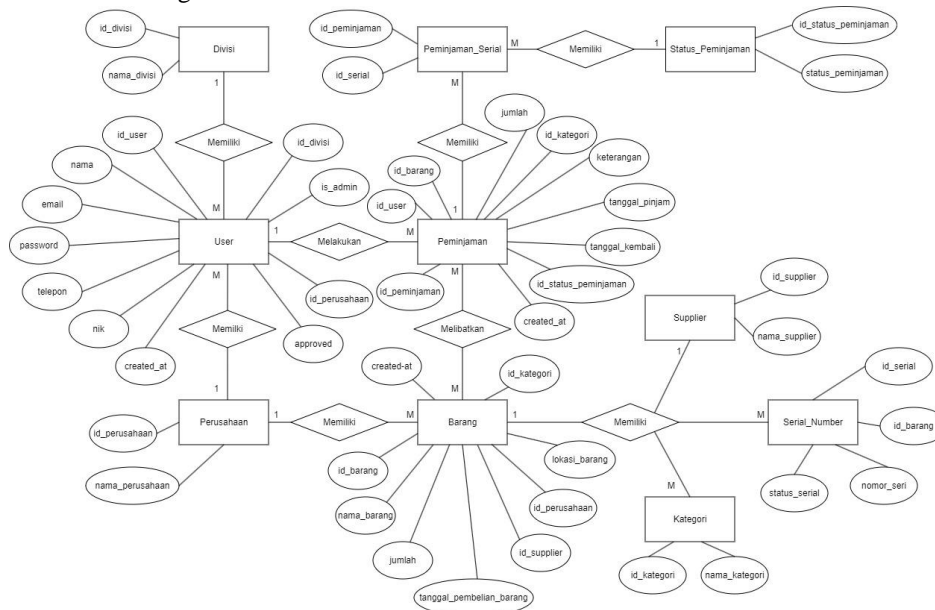 id_divisi
Divisi
nama_divisi
1
id_peminjaman
Peminjaman_Serial
id_serial
M
Memiliki
1
Status_Peminjaman
id_status_peminjaman
status_peminjaman
M
Memiliki
id_user
id_divisi
nama
email
password
telepon
nik
created_at
is_admin
id_perusahaan
approved
M
User
1
M
Melakukan
M
Memiliki
1
id_barang
id_user
id_peminjaman
jumlah
id_kategori
keterangan
tanggal_pinjam
tanggal_kembali
id_status_peminjaman
created_at
Peminjaman
M
Melibatkan
M
Memilki
1
id_perusahaan
nama_perusahaan
Perusahaan
1
Memiliki
M
created-at
id_kategori
Barang
id_barang
nama_barang
jumlah
tanggal_pembelian_barang
id_supplier
id_perusahaan
lokasi_barang
1
Memiliki
1
Supplier
id_supplier
nama_supplier
M
Serial_Number
id_serial
id_barang
nomor_seri
status_serial
M
Kategori
id_kategori
nama_kategori